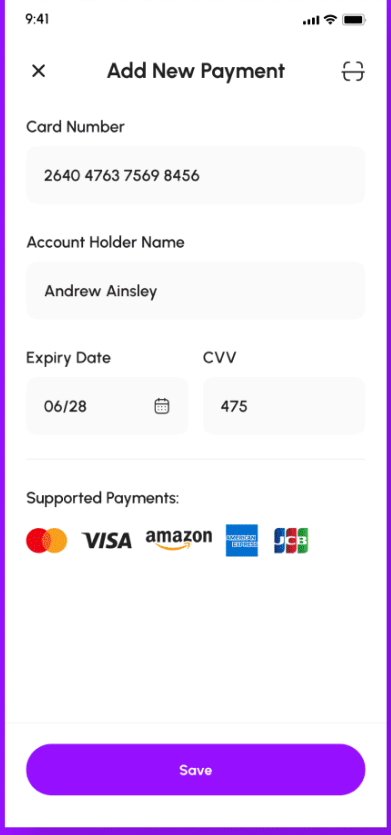 9:41
Add New Payment
Card Number
2640 4763 7569 8456
Account Holder Name
Andrew Ainsley
Expiry Date CVV
06/28 475
Supported Payments:
VISA amazon AMERICAN EXPRESS JCB
Save